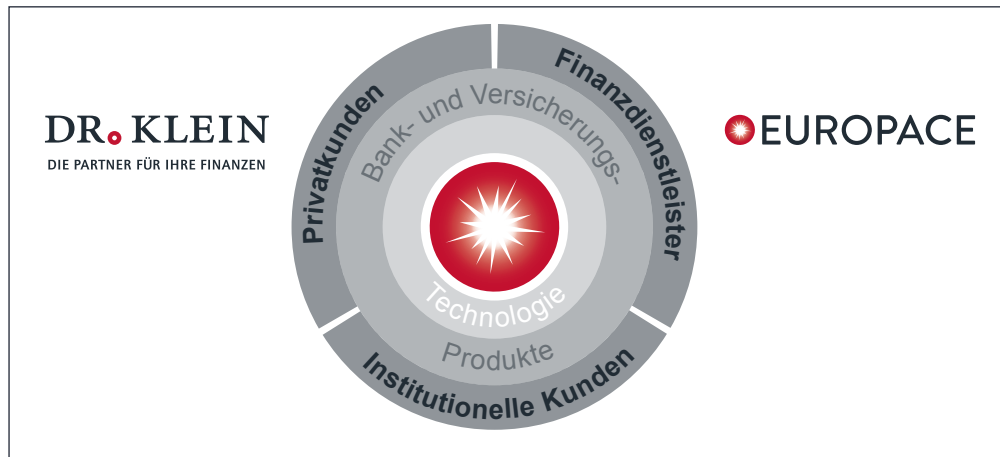 DR. KLEIN
DIE PARTNER FÜR IHRE FINANZEN
Privatkunden
Finanzdienstleister
Institutionelle Kunden
Bank- und Versicherungs-
Produkte
Technologie
EUROPACE